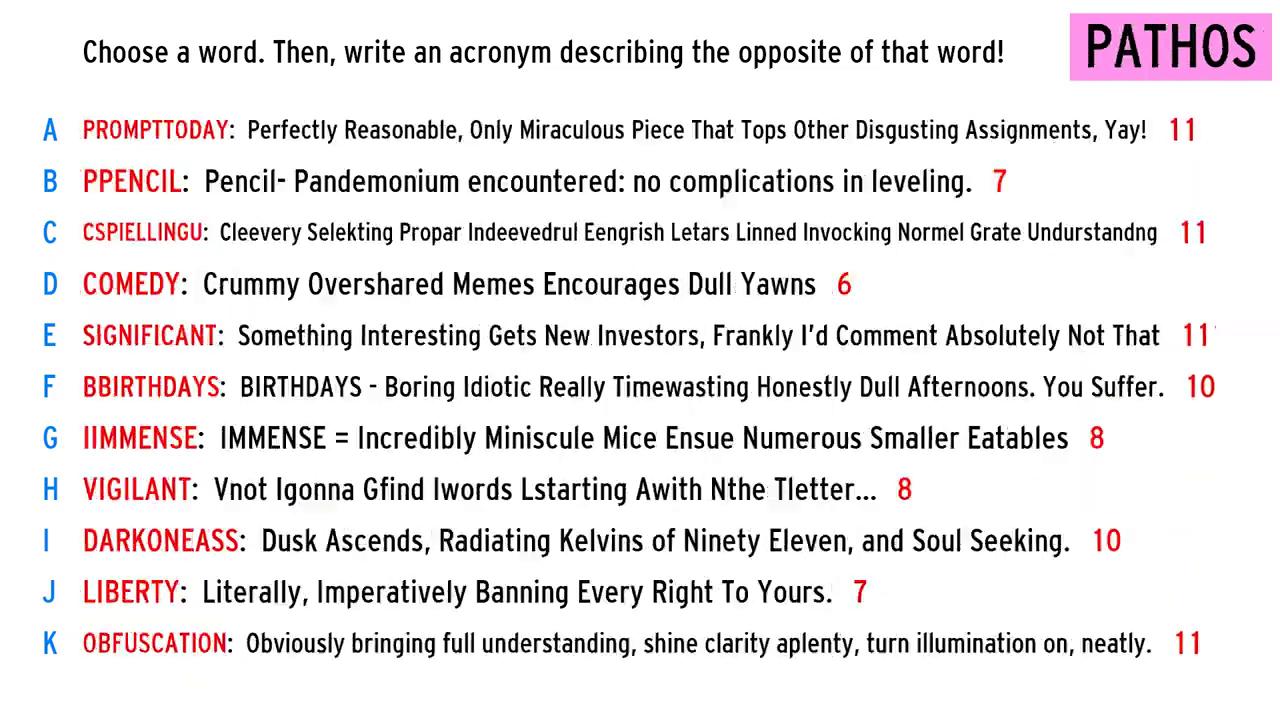 Choose a word. Then, write an acronym describing the opposite of that word! PATHOS
A PROMPTTODAY: Perfectly Reasonable, Only Miraculous Piece That Tops Other Disgusting Assignments, Yay! 11
B PPENCIL: Pencil- Pandemonium encountered: no complications in leveling. 7
C CSPIELLINGU: Cleevery Selekting Propar Indeevedrul Eengrish Letars Linned Invocking Normel Grate Undurstandng 11
D COMEDY: Crummy Overshared Memes Encourages Dull Yawns 6
E SIGNIFICANT: Something Interesting Gets New Investors, Frankly I'd Comment Absolutely Not That 11
F BBIRTHDAYS: BIRTHDAYS - Boring Idiotic Really Timewasting Honestly Dull Afternoons. You Suffer. 10
G IIMMENSE: IMMENSE = Incredibly Miniscule Mice Ensue Numerous Smaller Eatables 8
H VIGILANT: Vnot Igonna Gfind Iwords Lstarting Awith Nthe Tletter... 8
I DARKONEASS: Dusk Ascends, Radiating Kelvins of Ninety Eleven, and Soul Seeking. 10
J LIBERTY: Literally, Imperatively Banning Every Right To Yours. 7
K OBFUSCATION: Obviously bringing full understanding, shine clarity aplenty, turn illumination on, neatly. 11